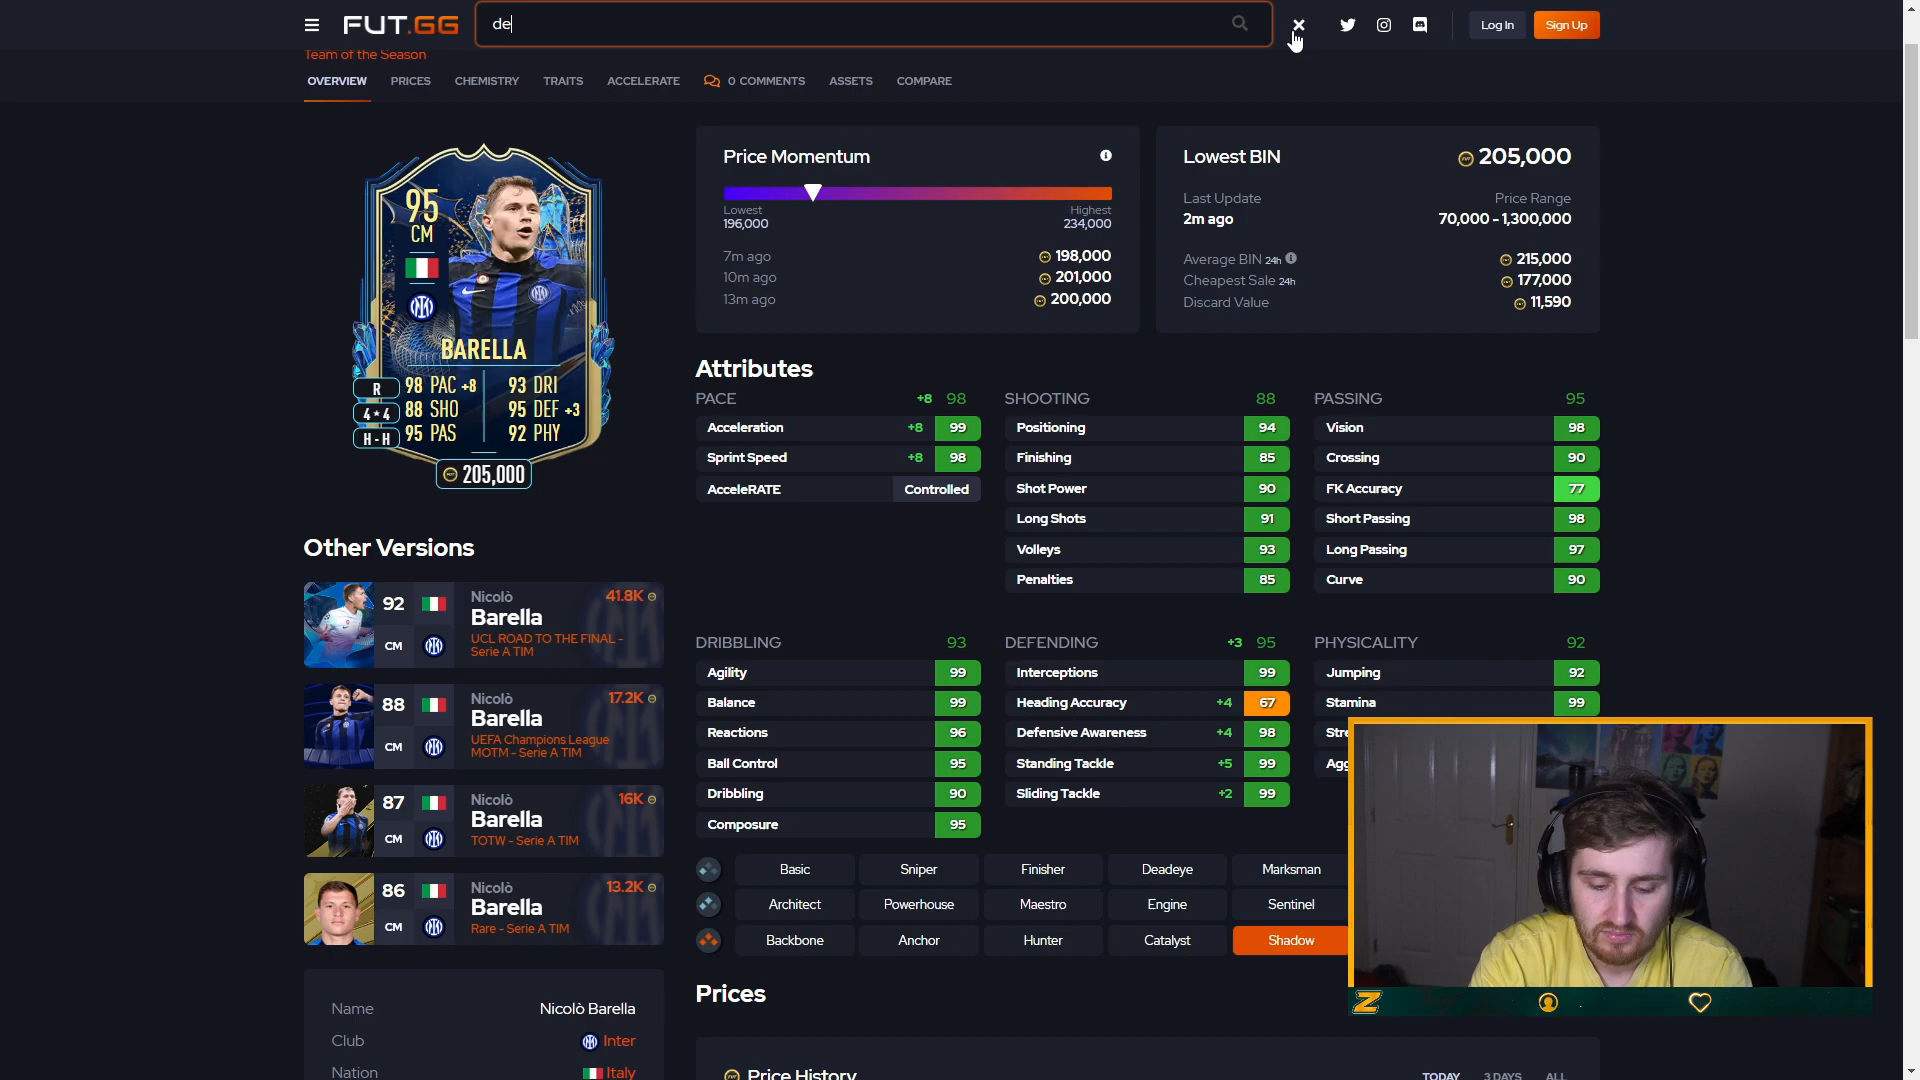 FUT.GG
de
Log In
Sign Up
Team of the Season
OVERVIEW
PRICES
CHEMISTRY
TRAITS
ACCELERATE
0 COMMENTS
ASSETS
COMPARE
95
CM
BARELLA
R
4★4
H-H
98 PAC +8
88 SHO
95 PAS
93 DRI
95 DEF +3
92 PHY
205,000
Price Momentum
Lowest
196,000
Highest
234,000
7m ago 198,000
10m ago 201,000
13m ago 200,000
Lowest BIN 205,000
Last Update
2m ago
Price Range
70,000 - 1,300,000
Average BIN 24h 215,000
Cheapest Sale 24h 177,000
Discard Value 11,590
Attributes
PACE +8 98
Acceleration +8 99
Sprint Speed +8 98
AcceleRATE Controlled
SHOOTING 88
Positioning 94
Finishing 85
Shot Power 90
Long Shots 91
Volleys 93
Penalties 85
PASSING 95
Vision 98
Crossing 90
FK Accuracy 77
Short Passing 98
Long Passing 97
Curve 90
DRIBBLING 93
Agility 99
Balance 99
Reactions 96
Ball Control 95
Dribbling 90
Composure 95
DEFENDING +3 95
Interceptions 99
Heading Accuracy +4 67
Defensive Awareness +4 98
Standing Tackle +5 99
Sliding Tackle +2 99
PHYSICALITY 92
Jumping 92
Stamina 99
Stre
Agg
Basic
Sniper
Finisher
Deadeye
Marksman
Architect
Powerhouse
Maestro
Engine
Sentinel
Backbone
Anchor
Hunter
Catalyst
Shadow
Other Versions
92
CM
Nicolò
Barella
UCL ROAD TO THE FINAL -
Serie A TIM
41.8K
88
CM
Nicolò
Barella
UEFA Champions League
MOTM - Serie A TIM
17.2K
87
CM
Nicolò
Barella
TOTW - Serie A TIM
16K
86
CM
Nicolò
Barella
Rare - Serie A TIM
13.2K
Name Nicolò Barella
Club Inter
Nation Italy
Prices
Price History
TODAY
3 DAYS
ALL
Z